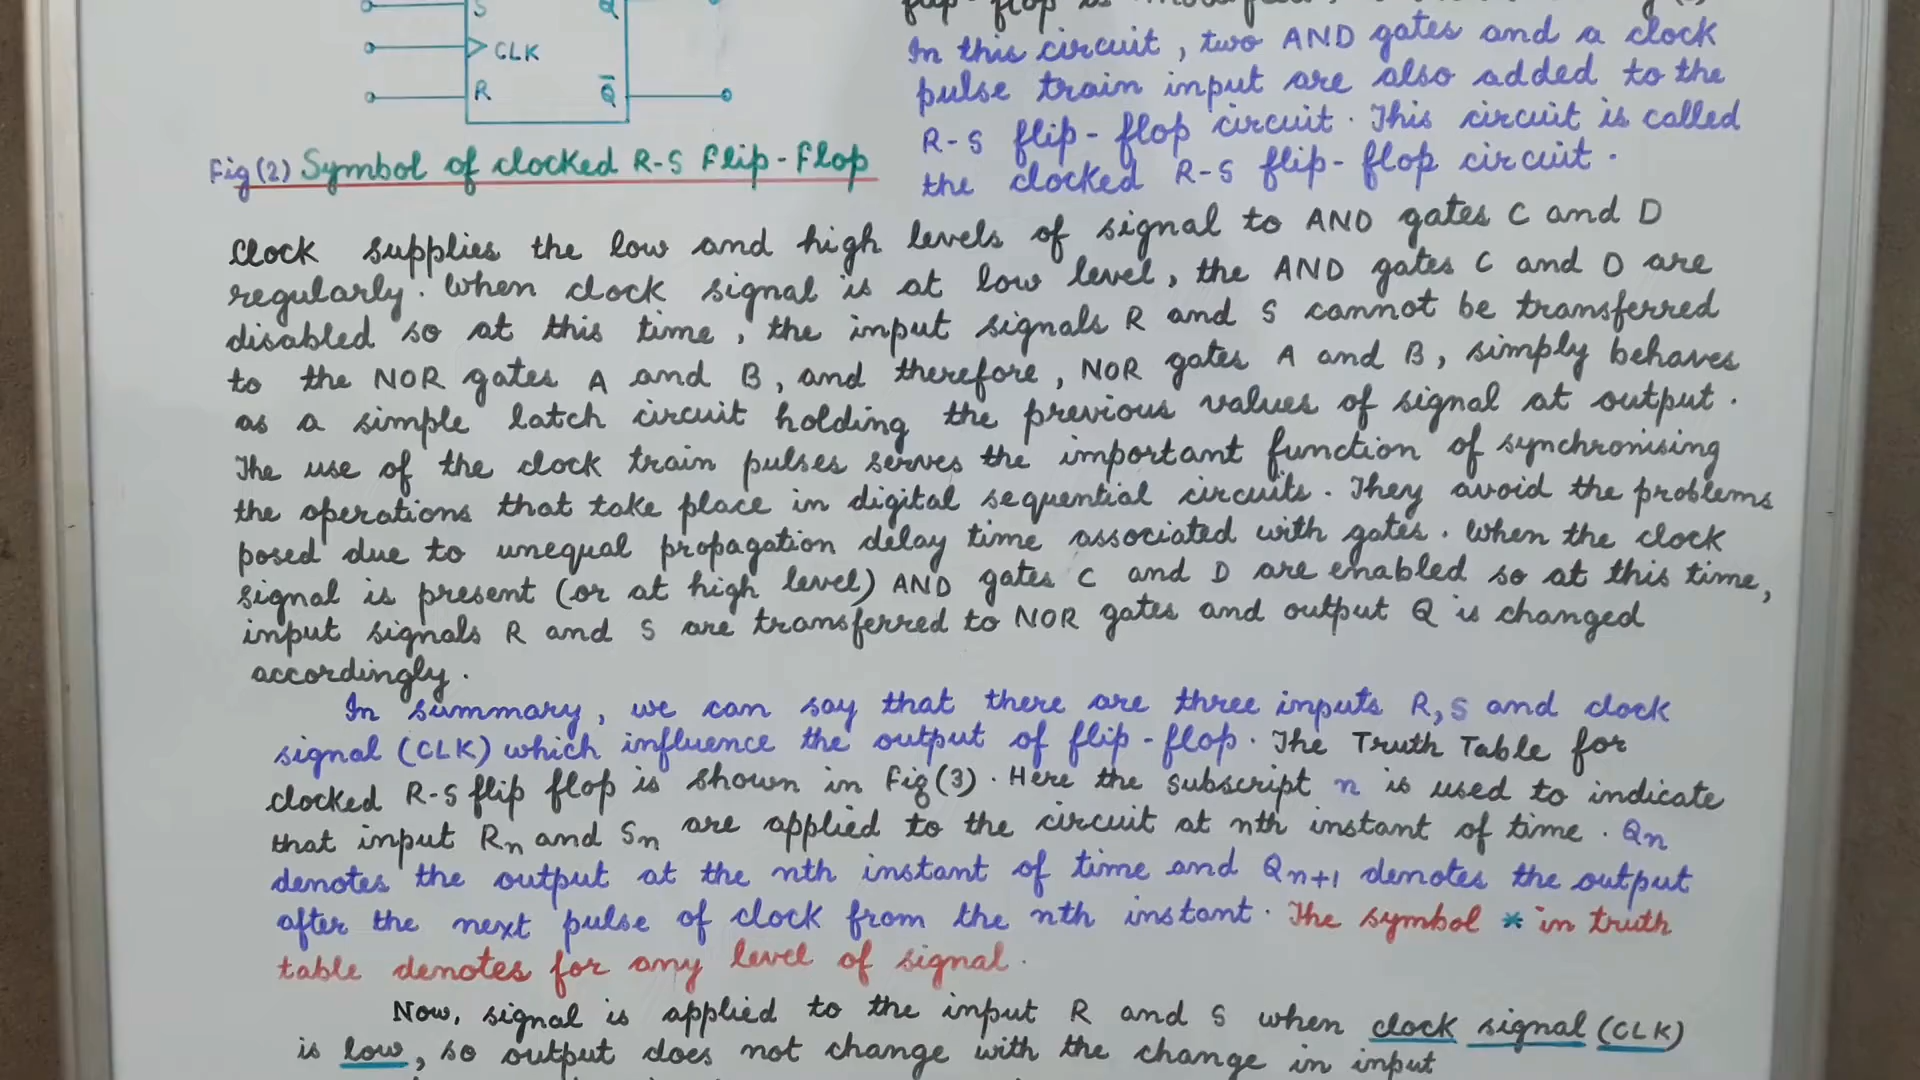 S Q
CLK
R Q̅
Fig(2) Symbol of clocked R-S Flip-Flop
flip-flop is
In this circuit, two AND gates and a clock
pulse train input are also added to the
R-S flip-flop circuit. This circuit is called
the clocked R-S flip-flop circuit.
Clock supplies the low and high levels of signal to AND gates C and D
regularly. When clock signal is at low level, the AND gates C and D are
disabled so at this time, the input signals R and S cannot be transferred
to the NOR gates A and B, and therefore, NOR gates A and B, simply behaves
as a simple latch circuit holding the previous values of signal at output.
The use of the clock train pulses serves the important function of synchronising
the operations that take place in digital sequential circuits. They avoid the problems
posed due to unequal propagation delay time associated with gates. When the clock
signal is present (or at high level) AND gates C and D are enabled so at this time,
input signals R and S are transferred to NOR gates and output Q is changed
accordingly.
In summary, we can say that there are three inputs R, S and clock
signal (CLK) which influence the output of flip-flop. The Truth Table for
clocked R-S flip flop is shown in Fig(3). Here the subscript n is used to indicate
that input Rn and Sn are applied to the circuit at nth instant of time. Qn
denotes the output at the nth instant of time and Qn+1 denotes the output
after the next pulse of clock from the nth instant. The symbol * in truth
table denotes for any level of signal.
Now, signal is applied to the input R and S when clock signal (CLK)
is low, so output does not change with the change in input